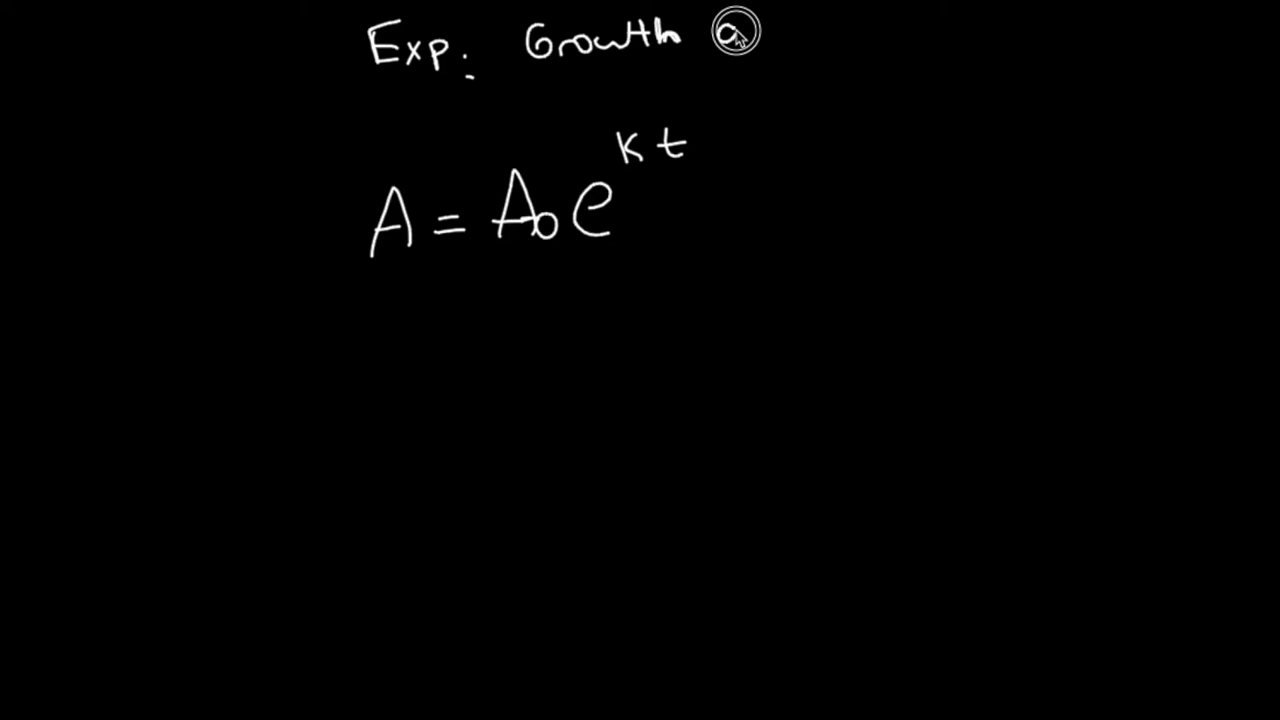 Exp. Growth a
A = A₀e^{kt}